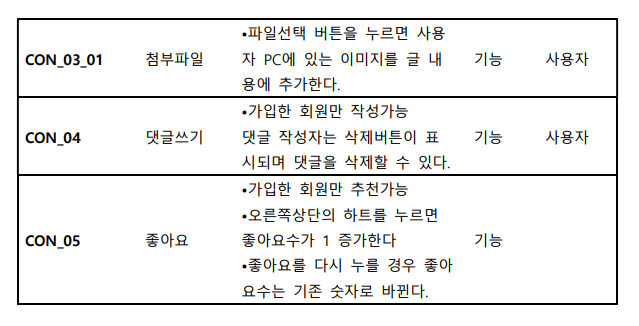 •파일선택 버튼을 누르면 사용
CON_03_01 첨부파일 자 PC에 있는 이미지를 글 내 기능 사용자
용에 추가한다.
•가입한 회원만 작성가능
CON_04 댓글쓰기 댓글 작성자는 삭제버튼이 표 기능 사용자
시되며 댓글을 삭제할 수 있다.
•가입한 회원만 추천가능
•오른쪽상단의 하트를 누르면
CON_05 좋아요 좋아요수가 1 증가한다 기능
•좋아요를 다시 누를 경우 좋아
요수는 기존 숫자로 바뀐다.